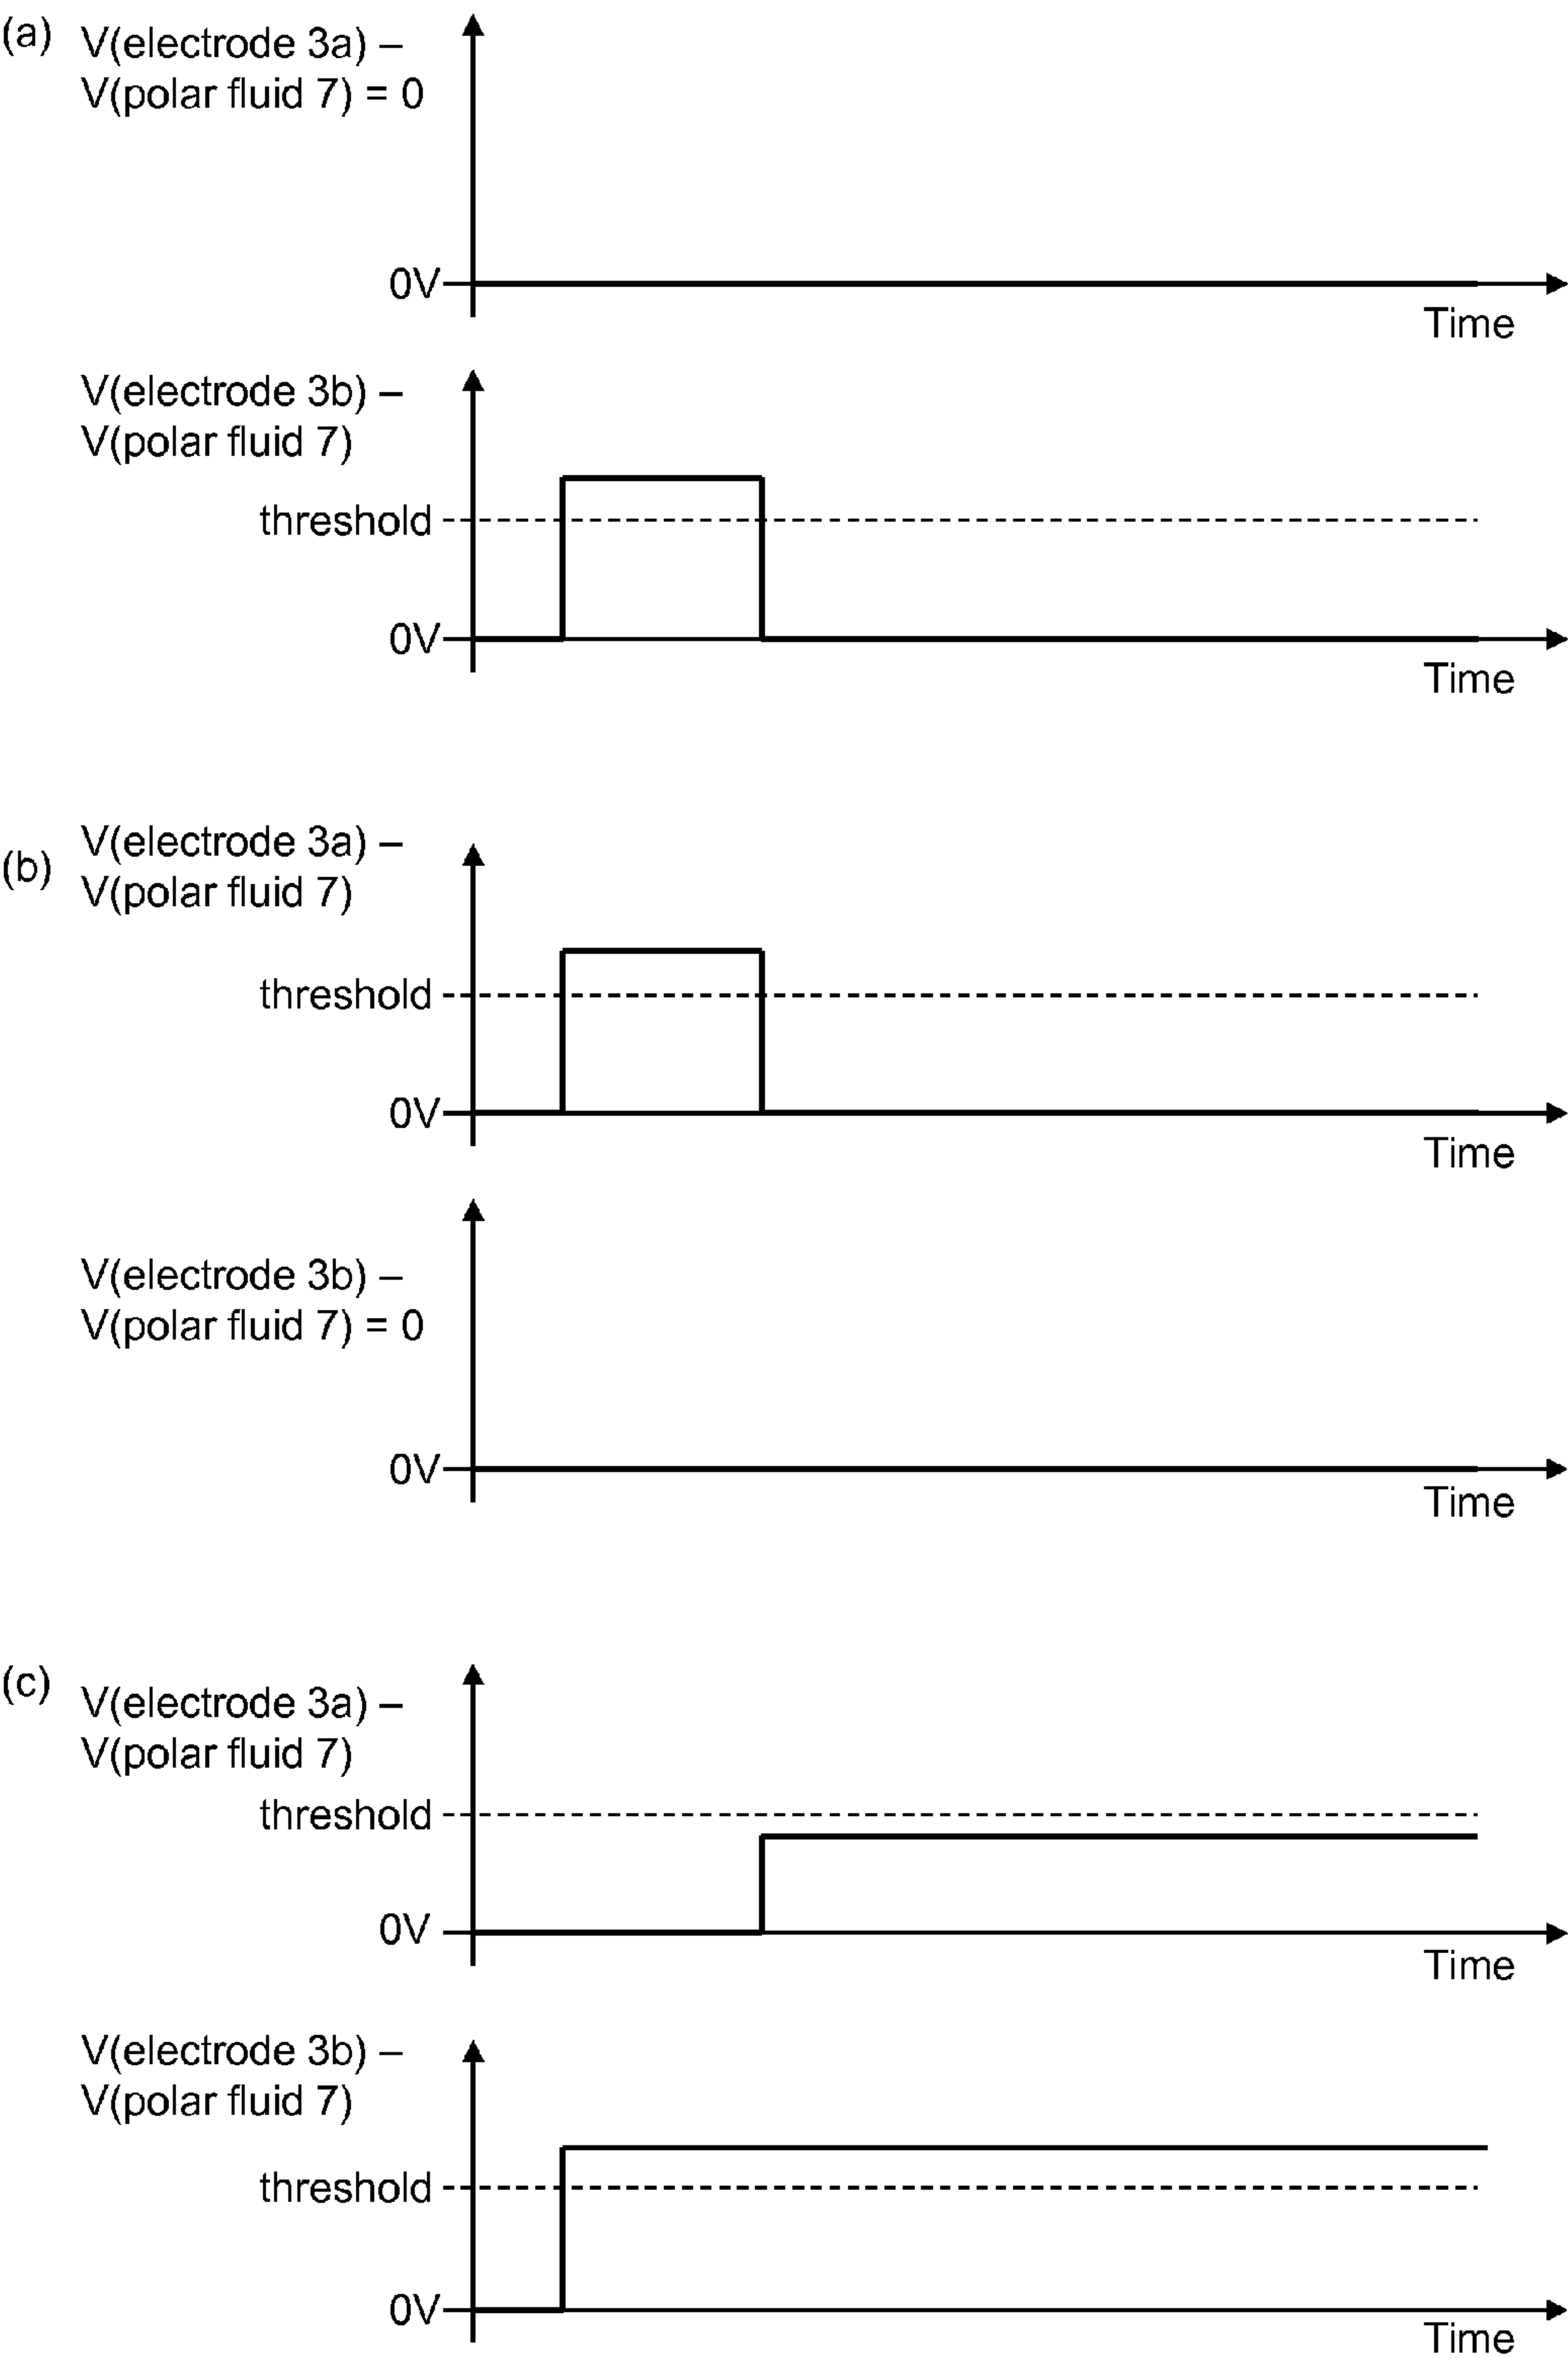 (a)
V(electrode 3a) –
V(polar fluid 7) = 0
0V
Time
V(electrode 3b) –
V(polar fluid 7)
threshold
0V
Time
(b)
V(electrode 3a) –
V(polar fluid 7)
threshold
0V
Time
V(electrode 3b) –
V(polar fluid 7) = 0
0V
Time
(c)
V(electrode 3a) –
V(polar fluid 7)
threshold
0V
Time
V(electrode 3b) –
V(polar fluid 7)
threshold
0V
Time